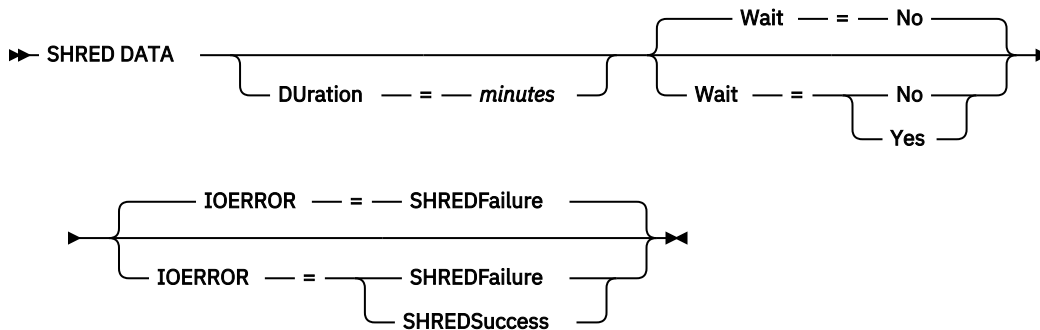 Wait = No
SHRED DATA
DUration = minutes
Wait = No
Yes
IOERROR = SHREDFailure
IOERROR = SHREDFailure
SHREDSuccess